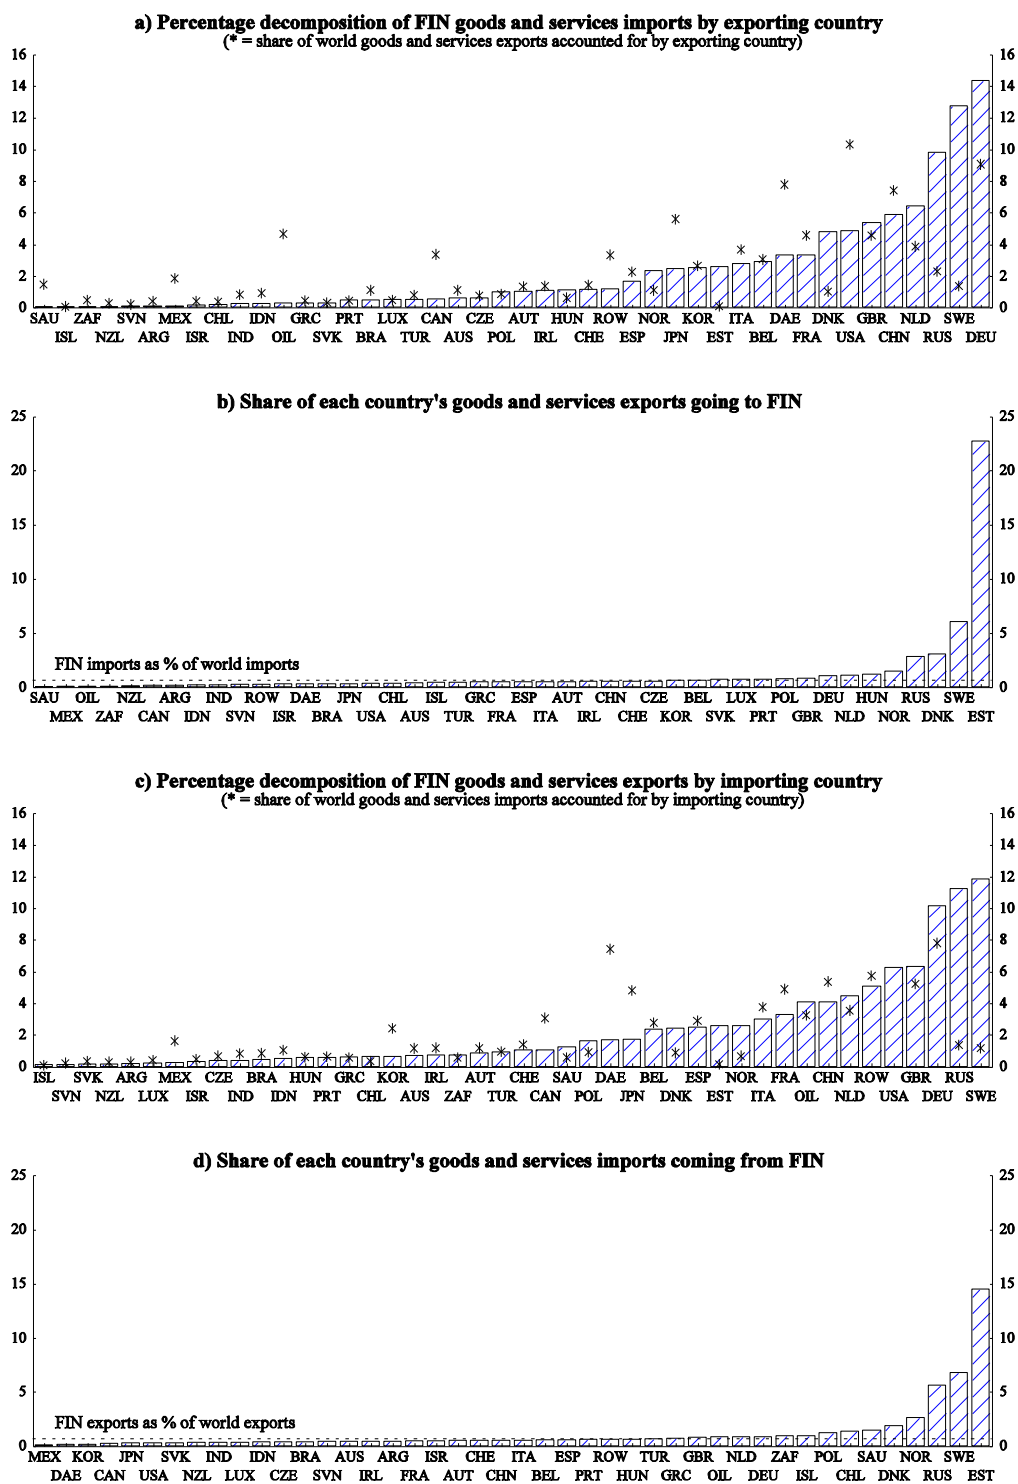 a) Percentage decomposition of FIN goods and services imports by exporting country
(* = share of world goods and services exports accounted for by exporting country)
16 16
14 14
12 12
10 10
8 8
6 6
4 4
2 2
0 0
SAU ZAF SVN MEX CHL IDN GRC PRT LUX CAN CZE AUT HUN ROW NOR KOR ITA DAE DNK GBR NLD SWE
ISL NZL ARG ISR IND OIL SVK BRA TUR AUS POL IRL CHE ESP JPN EST BEL FRA USA CHN RUS DEU
b) Share of each country's goods and services exports going to FIN
25 25
20 20
15 15
10 10
5 5
FIN imports as % of world imports
0 0
SAU OIL NZL ARG IND ROW DAE JPN CHL ISL GRC ESP AUT CHN CZE BEL LUX POL DEU HUN RUS SWE
MEX ZAF CAN IDN SVN ISR BRA USA AUS TUR FRA ITA IRL CHE KOR SVK PRT GBR NLD NOR DNK EST
c) Percentage decomposition of FIN goods and services exports by importing country
(* = share of world goods and services imports accounted for by importing country)
16 16
14 14
12 12
10 10
8 8
6 6
4 4
2 2
0 0
ISL SVK ARG MEX CZE BRA HUN GRC KOR IRL AUT CHE SAU DAE BEL ESP NOR FRA CHN ROW GBR RUS
SVN NZL LUX ISR IND IDN PRT CHL AUS ZAF TUR CAN POL JPN DNK EST ITA OIL NLD USA DEU SWE
d) Share of each country's goods and services imports coming from FIN
25 25
20 20
15 15
10 10
5 5
FIN exports as % of world exports
0 0
MEX KOR JPN SVK IND IDN BRA AUS ARG ISR CHE ITA ESP ROW TUR GBR NLD ZAF POL SAU NOR SWE
DAE CAN USA NZL LUX CZE SVN IRL FRA AUT CHN BEL PRT HUN GRC OIL DEU ISL CHL DNK RUS EST